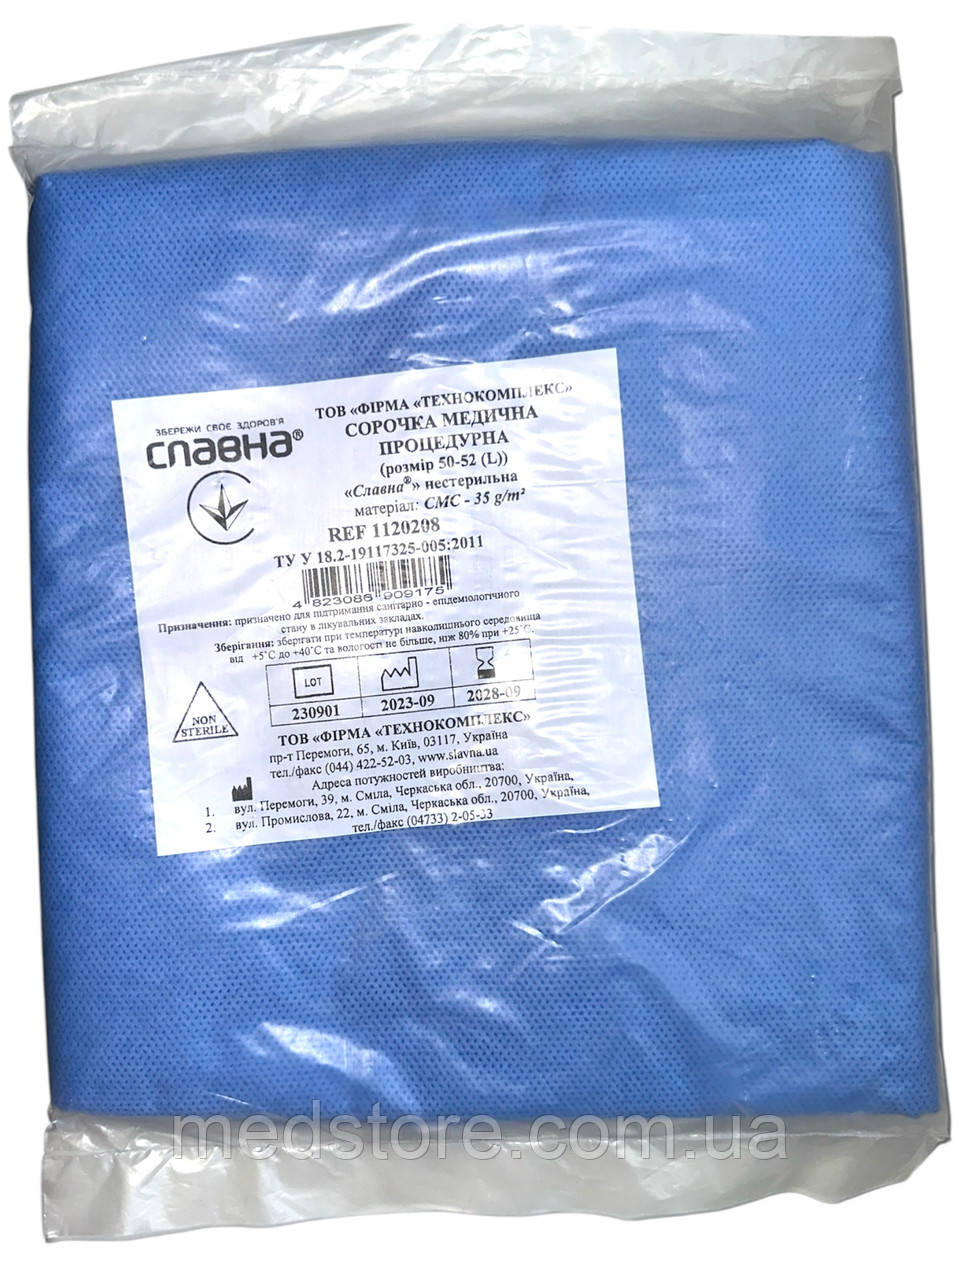 ЗБЕРЕЖИ СВОЄ ЗДОРОВ'Я
СЛАВНА®
ТОВ «ФІРМА «ТЕХНОКОМПЛЕКС»
СОРОЧКА МЕДИЧНА
ПРОЦЕДУРНА
(розмір 50-52 (L))
«Славна®» нестерильна
матеріал: СМС - 35 g/m²
REF 1120208
ТУ У 18.2-19117325-005:2011
4 823086 909175
Призначення: призначено для підтримання санітарно - епідеміологічного
стану в лікувальних закладах.
Зберігання: зберігати при температурі навколишнього середовища
від +5°С до +40°С та вологості не більше, ніж 80% при +25°С.
LOT
230901 2023-09 2028-09
NON
STERILE
ТОВ «ФІРМА «ТЕХНОКОМПЛЕКС»
пр-т Перемоги, 65, м. Київ, 03117, Україна
тел./факс (044) 422-52-03, www.slavna.ua
Адреса потужностей виробництва:
1. вул. Перемоги, 39, м. Сміла, Черкаська обл., 20700, Україна,
2. вул. Промислова, 22, м. Сміла, Черкаська обл., 20700, Україна,
тел./факс (04733) 2-05-33
medstore.com.ua